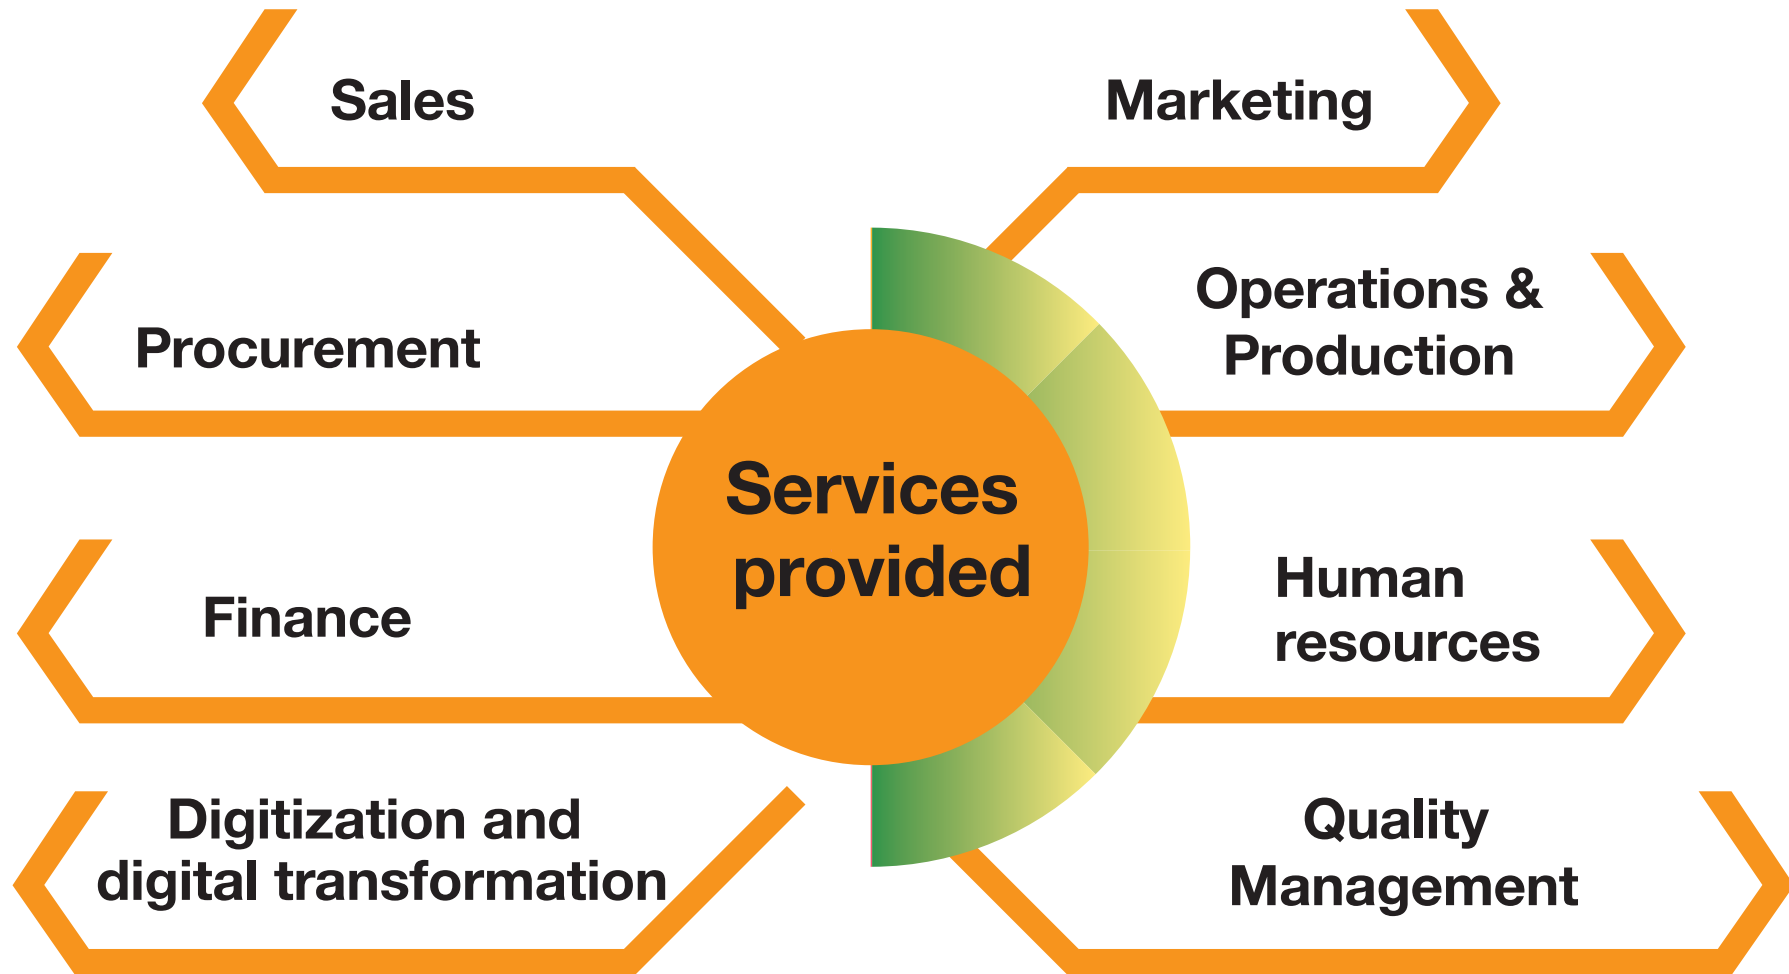 Sales
Marketing
Procurement
Operations &
Production
Services
provided
Finance
Human
resources
Digitization and
digital transformation
Quality
Management